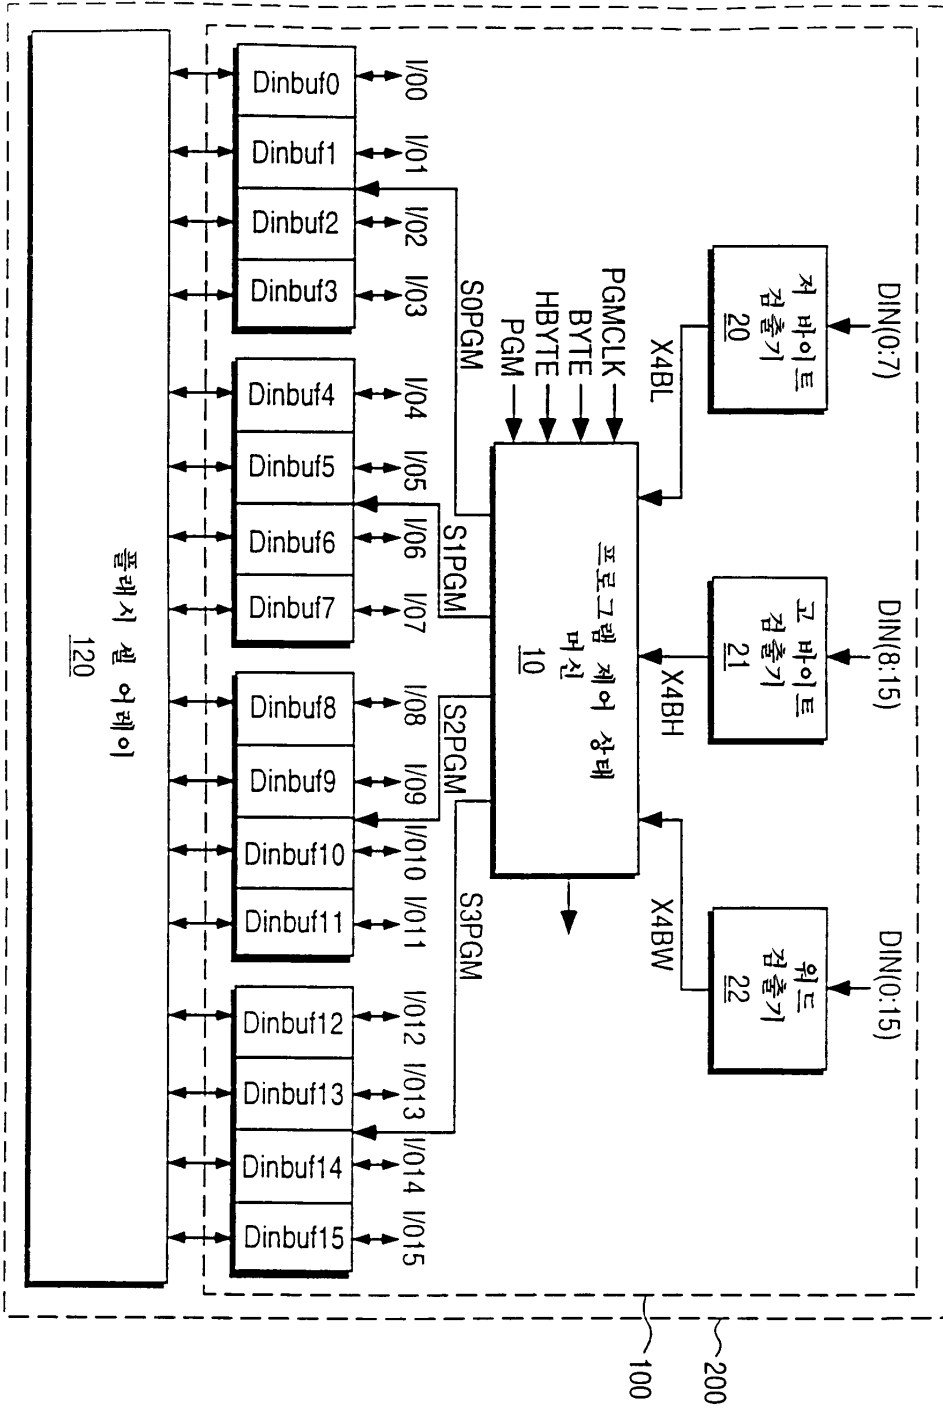 DIN(0:7)
DIN(8:15)
DIN(0:15)
저 바이트
검출기
20
고 바이트
검출기
21
워드
검출기
22
X4BL
X4BH
X4BW
PGMCLK
BYTE
HBYTE
PGM
프로그램 제어 상태
머신
10
S0PGM
S1PGM
S2PGM
S3PGM
I/O0
I/O1
I/O2
I/O3
I/O4
I/O5
I/O6
I/O7
I/O8
I/O9
I/O10
I/O11
I/O12
I/O13
I/O14
I/O15
Dinbuf0
Dinbuf1
Dinbuf2
Dinbuf3
Dinbuf4
Dinbuf5
Dinbuf6
Dinbuf7
Dinbuf8
Dinbuf9
Dinbuf10
Dinbuf11
Dinbuf12
Dinbuf13
Dinbuf14
Dinbuf15
플래시 셀 어레이
120
100
200